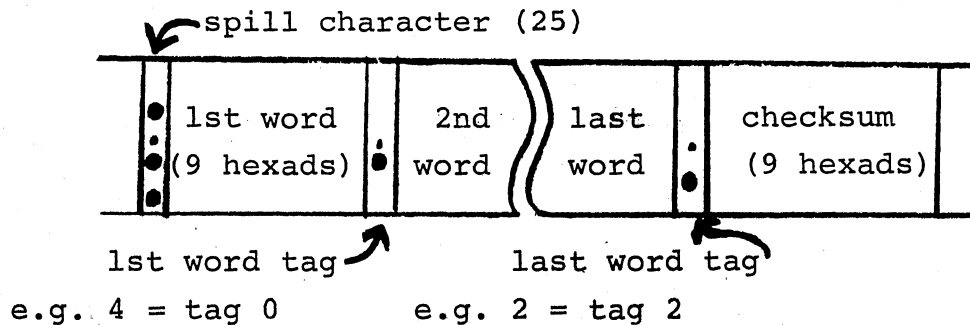 spill character (25)
1st word 2nd last checksum
(9 hexads) word word (9 hexads)
1st word tag last word tag
e.g. 4 = tag 0 e.g. 2 = tag 2